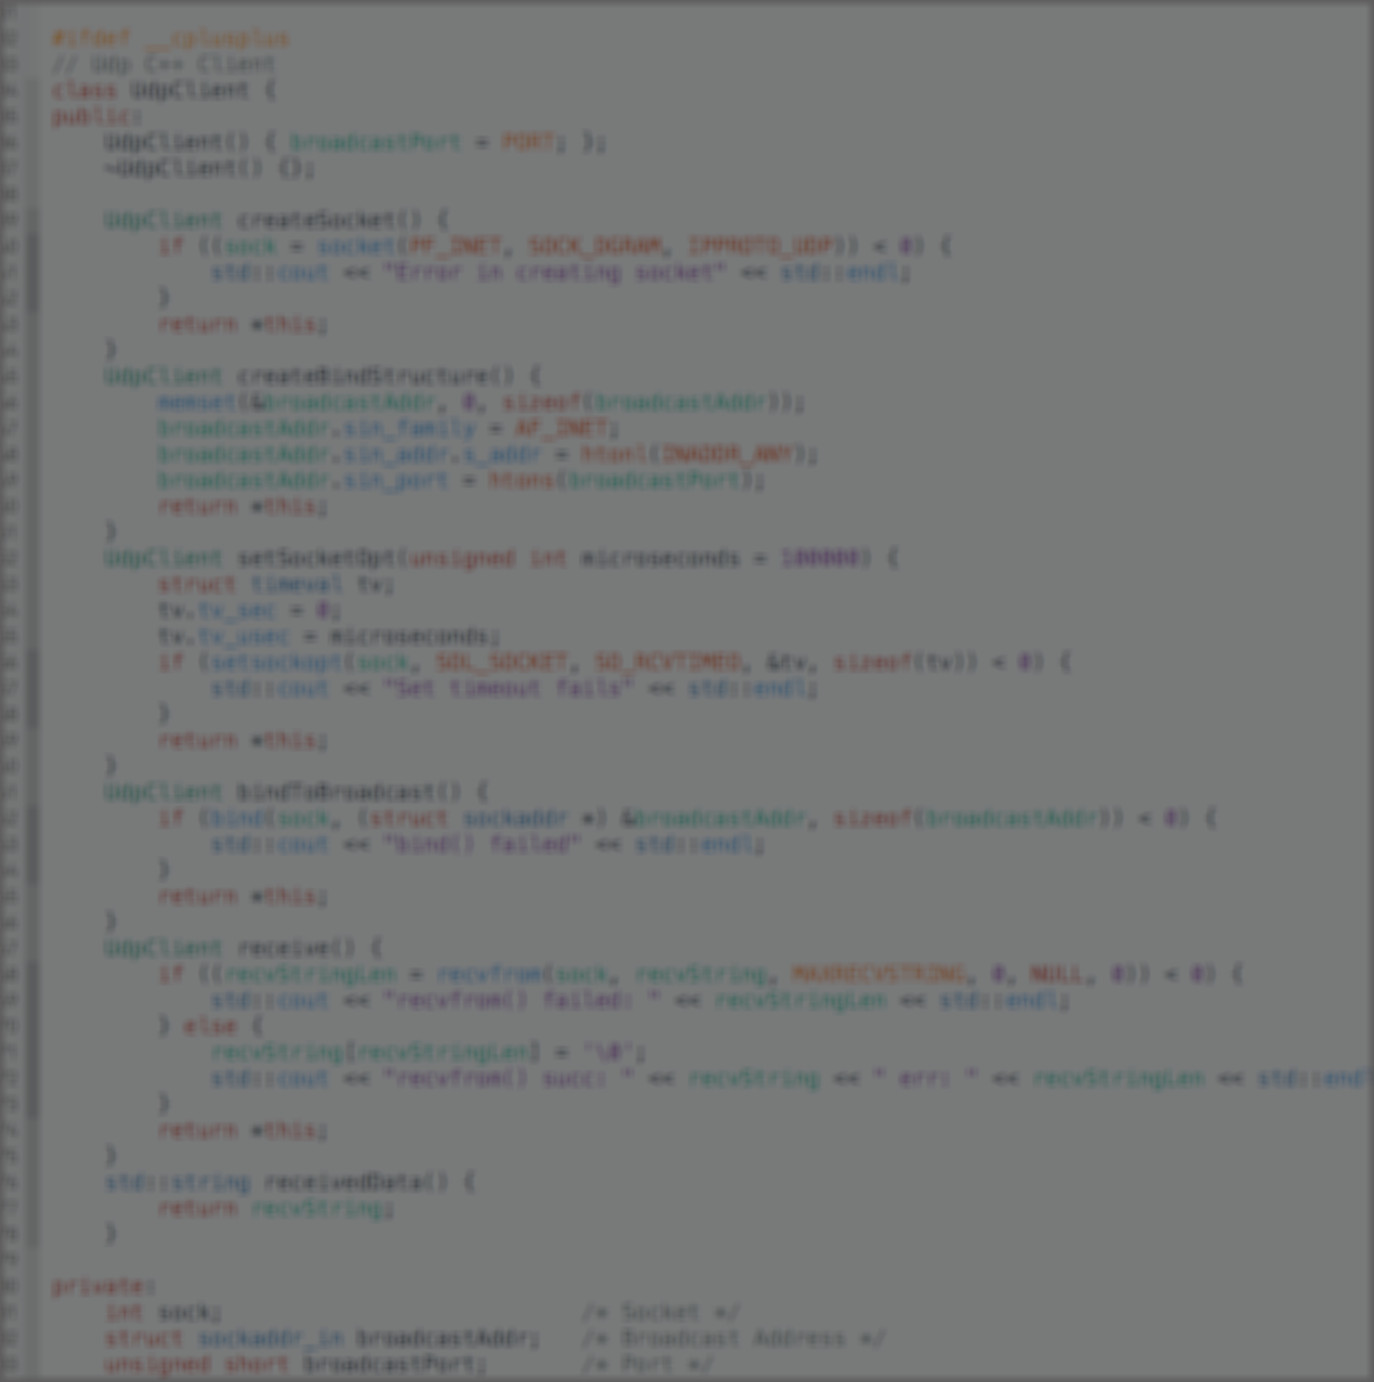 #ifdef __cplusplus
// Udp C++ Client
class UdpClient {
public:
    UdpClient() { broadcastPort = PORT; };
    ~UdpClient() {};

    UdpClient createSocket() {
        if ((sock = socket(PF_INET, SOCK_DGRAM, IPPROTO_UDP)) < 0) {
            std::cout << "Error in creating socket" << std::endl;
        }
        return *this;
    }
    UdpClient createBindStructure() {
        memset(&broadcastAddr, 0, sizeof(broadcastAddr));
        broadcastAddr.sin_family = AF_INET;
        broadcastAddr.sin_addr.s_addr = htonl(INADDR_ANY);
        broadcastAddr.sin_port = htons(broadcastPort);
        return *this;
    }
    UdpClient setSocketOpt(unsigned int microseconds = 100000) {
        struct timeval tv;
        tv.tv_sec = 0;
        tv.tv_usec = microseconds;
        if (setsockopt(sock, SOL_SOCKET, SO_RCVTIMEO, &tv, sizeof(tv)) < 0) {
            std::cout << "Set timeout fails" << std::endl;
        }
        return *this;
    }
    UdpClient bindToBroadcast() {
        if (bind(sock, (struct sockaddr *) &broadcastAddr, sizeof(broadcastAddr)) < 0) {
            std::cout << "bind() failed" << std::endl;
        }
        return *this;
    }
    UdpClient receive() {
        if ((recvStringLen = recvfrom(sock, recvString, MAXRECVSTRING, 0, NULL, 0)) < 0) {
            std::cout << "recvfrom() failed: " << recvStringLen << std::endl;
        } else {
            recvString[recvStringLen] = '\0';
            std::cout << "recvfrom() succ: " << recvString << " err: " << recvStringLen << std::endl
        }
        return *this;
    }
    std::string receivedData() {
        return recvString;
    }

private:
    int sock;                           /* Socket */
    struct sockaddr_in broadcastAddr;   /* Broadcast Address */
    unsigned short broadcastPort;       /* Port */